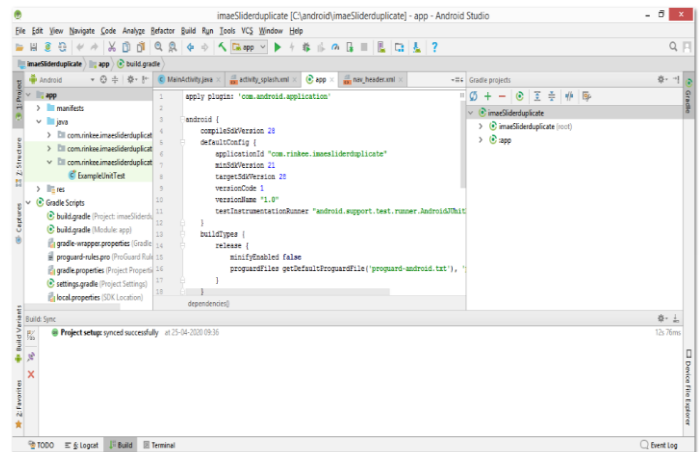 imaeSliderduplicate [C:\android\imaeSliderduplicate] - app - Android Studio
File Edit View Navigate Code Analyze Refactor Build Run Tools VCS Window Help
app
imaeSliderduplicate app build.gradle
Android
MainActivity.java activity_splash.xml app nav_header.xml
Gradle projects
1: Project
Z: Structure
Captures
Build Variants
2: Favorites
Gradle
Device File Explorer
app
manifests
java
com.rinkee.imaesliderduplicat
com.rinkee.imaesliderduplicat
com.rinkee.imaesliderduplicat
ExampleUnitTest
res
Gradle Scripts
build.gradle (Project: imaeSliderdu
build.gradle (Module: app)
gradle-wrapper.properties (Gradle
proguard-rules.pro (ProGuard Rule
gradle.properties (Project Properti
settings.gradle (Project Settings)
local.properties (SDK Location)
1 apply plugin: 'com.android.application'
2
3 android {
4 compileSdkVersion 28
5 defaultConfig {
6 applicationId "com.rinkee.imaesliderduplicate"
7 minSdkVersion 21
8 targetSdkVersion 28
9 versionCode 1
10 versionName "1.0"
11 testInstrumentationRunner "android.support.test.runner.AndroidJUnit
12 }
13 buildTypes {
14 release {
15 minifyEnabled false
16 proguardFiles getDefaultProguardFile('proguard-android.txt'), '
17 }
18 }
dependencies{}
imaeSliderduplicate
imaeSliderduplicate (root)
:app
Build: Sync
Project setup: synced successfully at 25-04-2020 09:36
12s 76ms
TODO 6: Logcat Build Terminal
Event Log